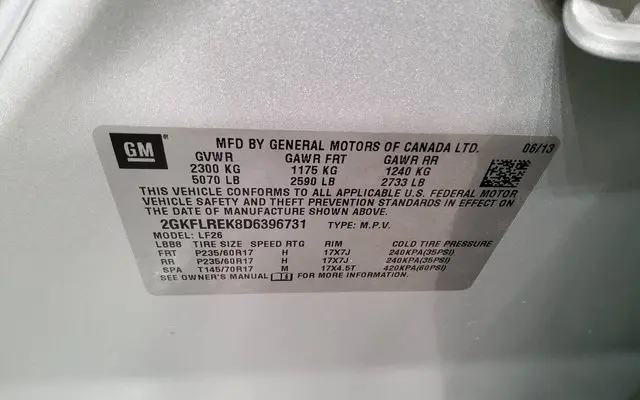 GM
MFD BY GENERAL MOTORS OF CANADA LTD. 06/13
GVWR GAWR FRT GAWR RR
2300 KG 1175 KG 1240 KG
5070 LB 2590 LB 2733 LB
THIS VEHICLE CONFORMS TO ALL APPLICABLE U.S. FEDERAL MOTOR
VEHICLE SAFETY AND THEFT PREVENTION STANDARDS IN EFFECT ON
THE DATE OF MANUFACTURE SHOWN ABOVE.
2GKFLREK8D6396731 TYPE: M.P.V.
MODEL: LF26
L888 TIRE SIZE SPEED RTG RIM COLD TIRE PRESSURE
FRT P235/60R17 H 17X7J 240KPA(35PSI)
RR P235/60R17 H 17X7J 240KPA(35PSI)
SPA T145/70R17 M 17X4.5T 420KPA(60PSI)
SEE OWNER'S MANUAL FOR MORE INFORMATION.